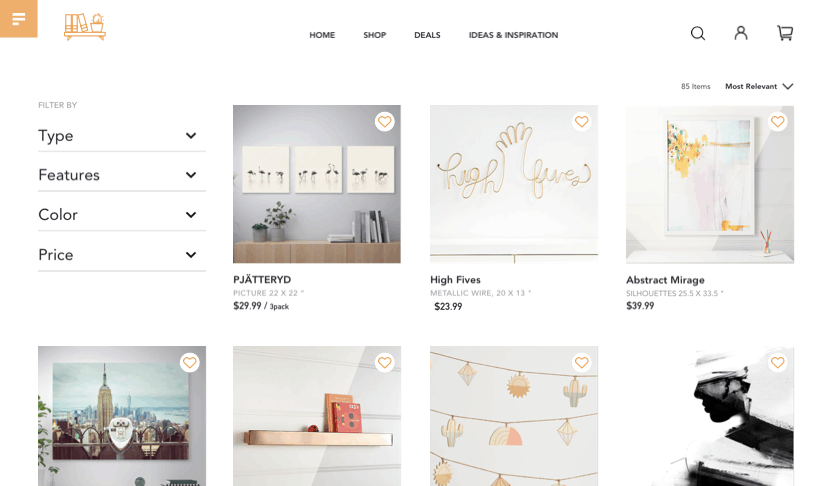 HOME SHOP DEALS IDEAS & INSPIRATION
85 Items Most Relevant
FILTER BY
Type
Features
Color
Price
high fives
PJÄTTERYD
PICTURE 22 X 22 "
$29.99 / 3pack
High Fives
METALLIC WIRE, 20 X 13 "
$23.99
Abstract Mirage
SILHOUETTES 25.5 X 33.5 "
$39.99